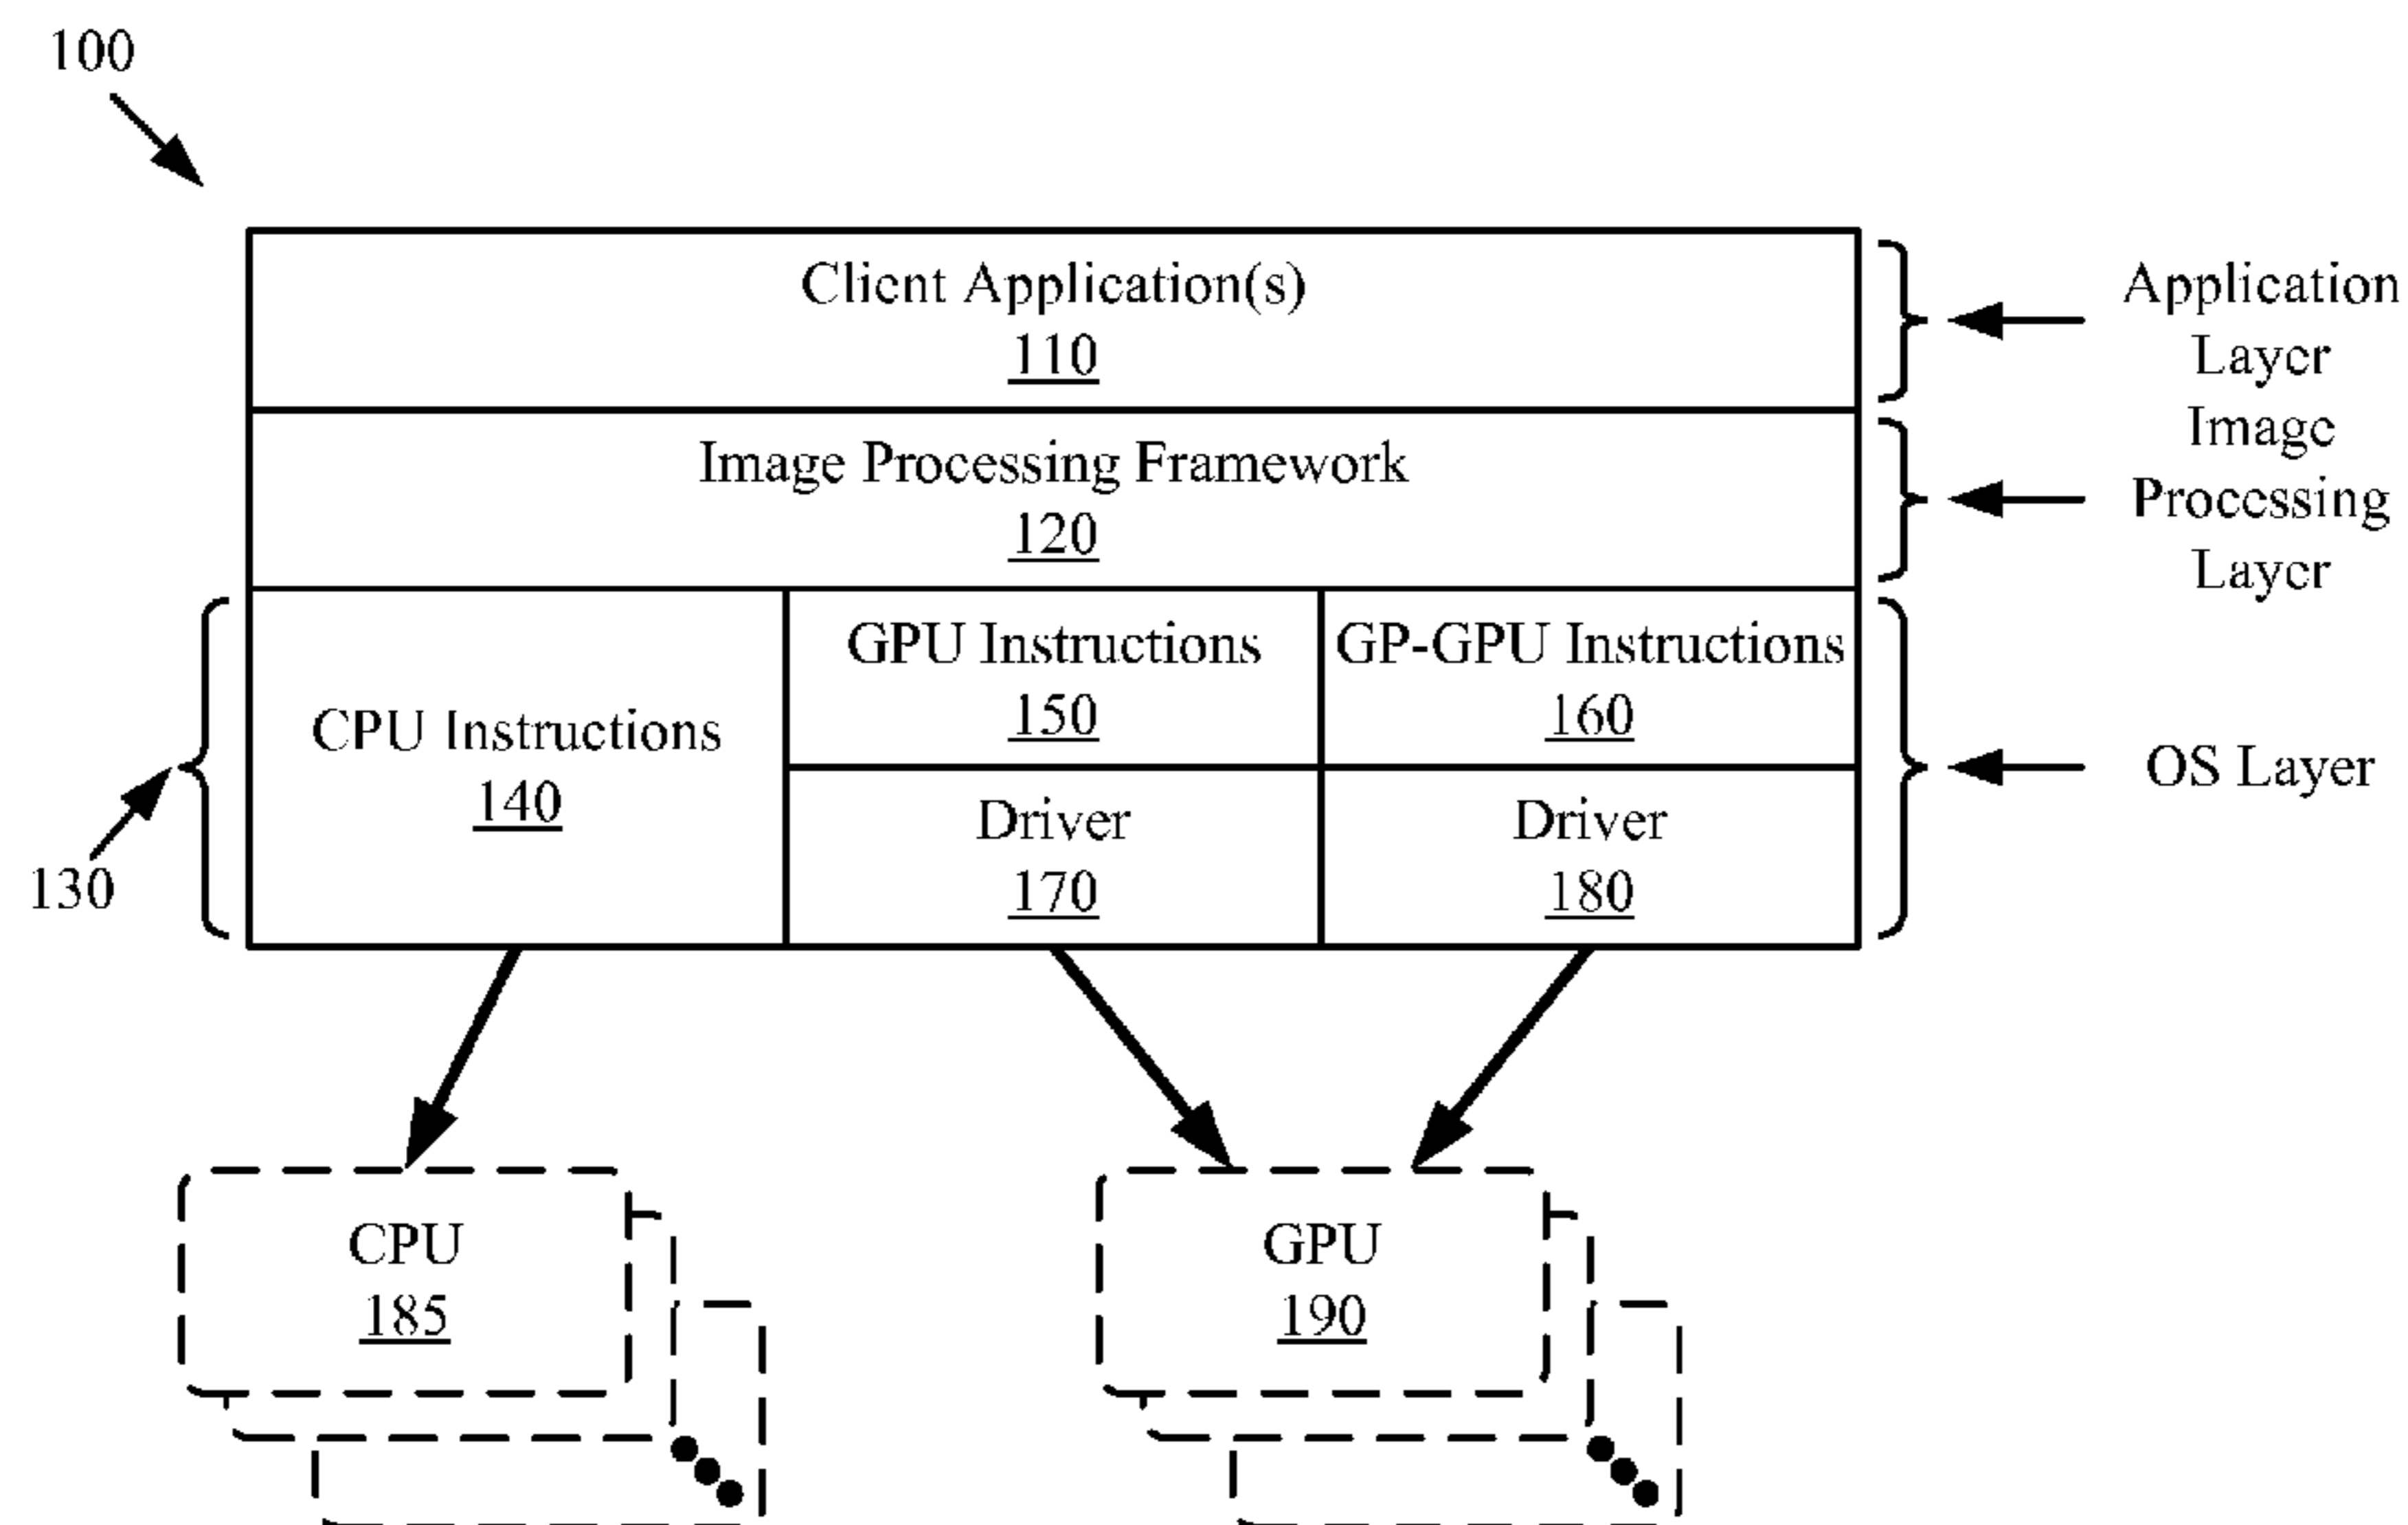 100
Client Application(s)
110
Application
Layer
Image Processing Framework
120
Image
Processing
Layer
CPU Instructions
140
GPU Instructions
150
GP-GPU Instructions
160
Driver
170
Driver
180
OS Layer
130
CPU
185
GPU
190